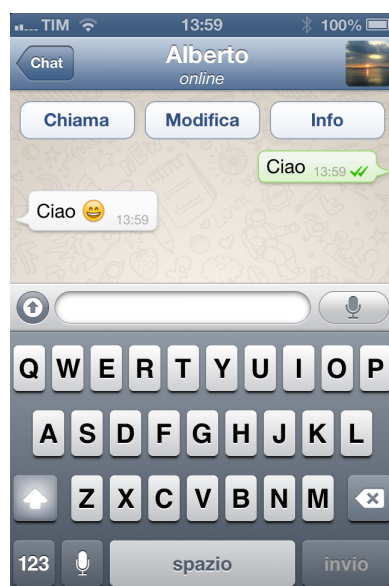 TIM 13:59 100%
Chat Alberto
online
Chiama Modifica Info
Ciao 13:59
Ciao 😄 13:59
Q W E R T Y U I O P
A S D F G H J K L
Z X C V B N M
123 spazio invio